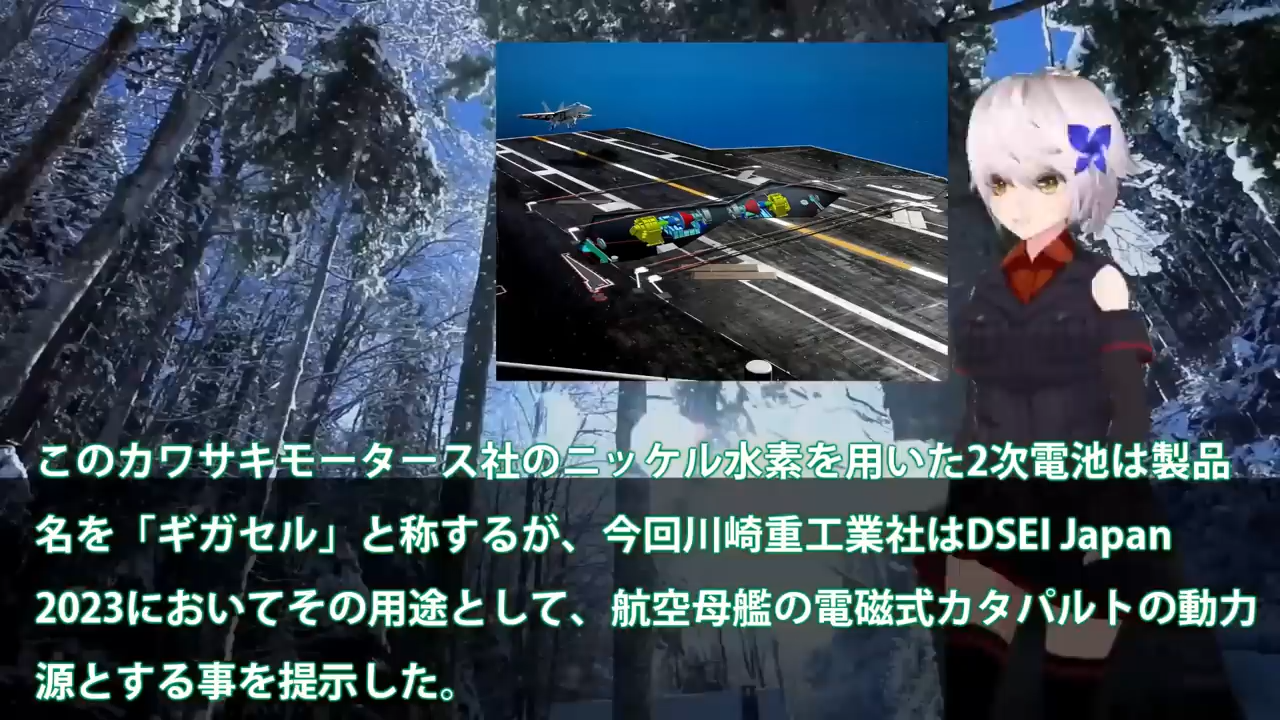 このカワサキモータース社のニッケル水素を用いた2次電池は製品
名を「ギガセル」と称するが、今回川崎重工業社はDSEI Japan
2023においてその用途として、航空母艦の電磁式カタパルトの動力
源とする事を提示した。